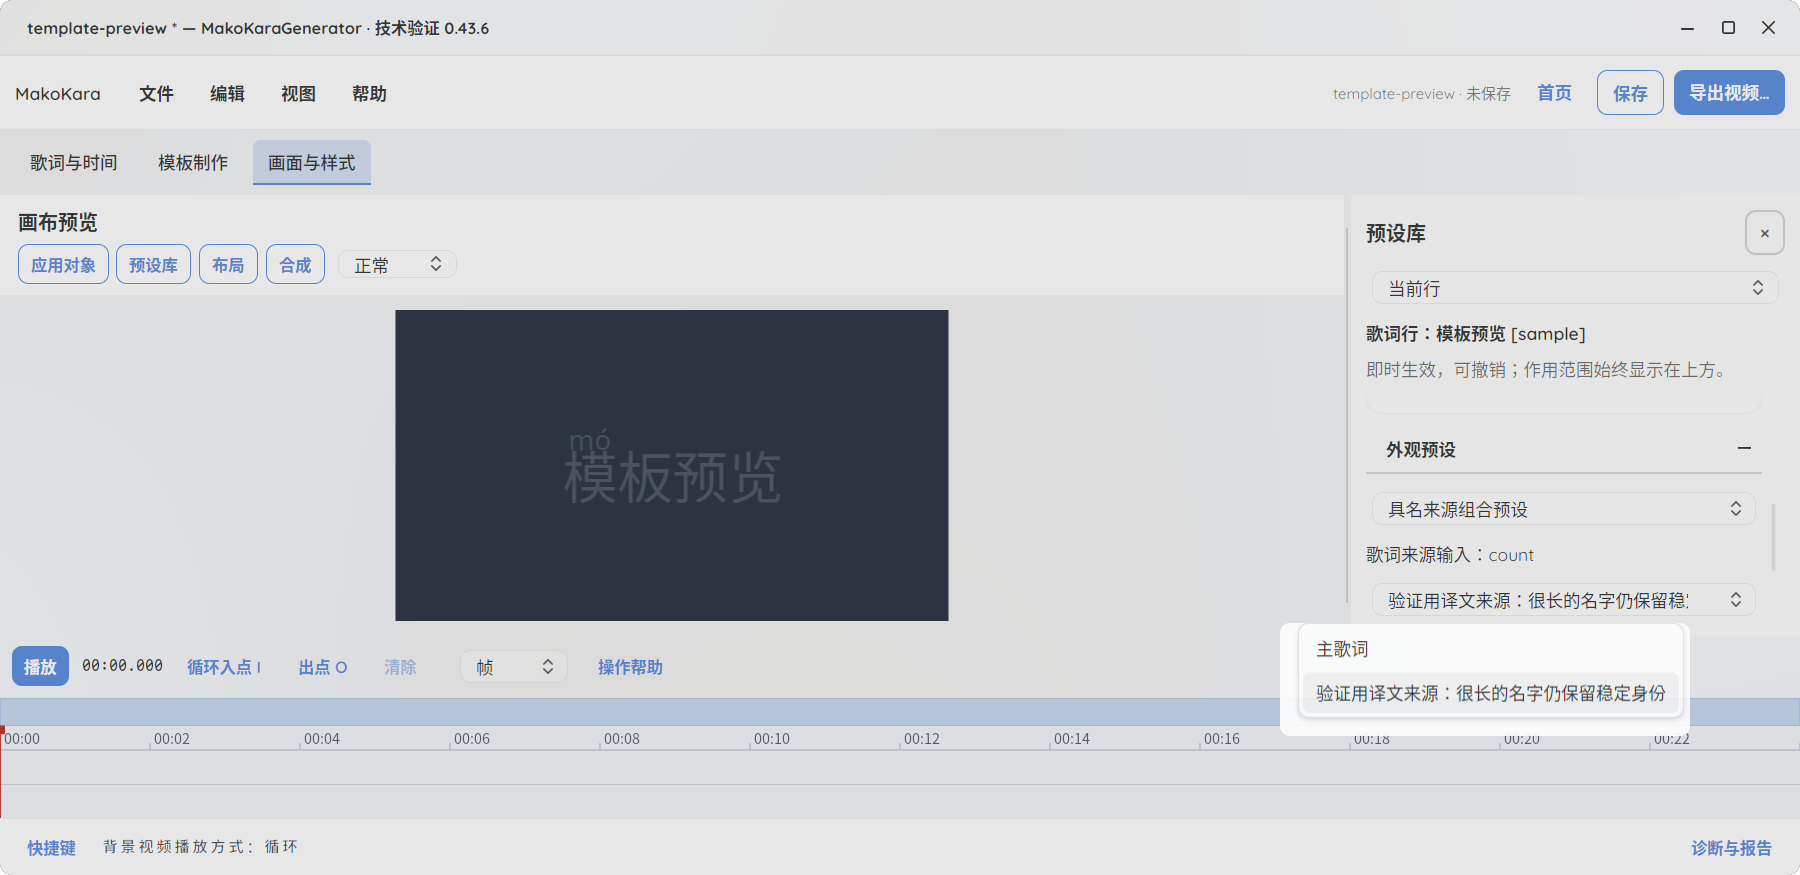 template-preview * — MakoKaraGenerator · 技术验证 0.43.6
MakoKara 文件 编辑 视图 帮助 template-preview · 未保存 首页 保存 导出视频...
歌词与时间 模板制作 画面与样式
画布预览
应用对象 预设库 布局 合成 正常
mó
模板预览
预设库 ×
当前行
歌词行：模板预览 [sample]
即时生效，可撤销；作用范围始终显示在上方。
外观预设
具名来源组合预设
歌词来源输入：count
验证用译文来源：很长的名字仍保留稳
主歌词
验证用译文来源：很长的名字仍保留稳定身份
播放 00:00.000 循环入点 I 出点 O 清除 帧 操作帮助
00:00 00:02 00:04 00:06 00:08 00:10 00:12 00:14 00:16 00:18 00:20 00:22
快捷键 背景视频播放方式：循环 诊断与报告